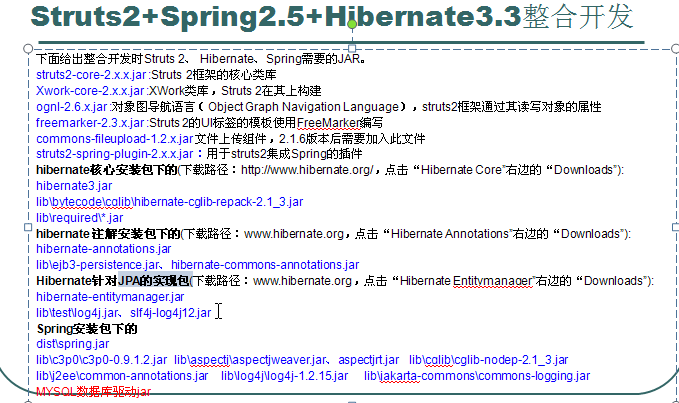 Struts2+Spring2.5+Hibernate3.3整合开发
下面给出整合开发时Struts 2、 Hibernate、Spring需要的JAR。
struts2-core-2.x.x.jar :Struts 2框架的核心类库
Xwork-core-2.x.x.jar :XWork类库，Struts 2在其上构建
ognl-2.6.x.jar :对象图导航语言（Object Graph Navigation Language），struts2框架通过其读写对象的属性
freemarker-2.3.x.jar :Struts 2的UI标签的模板使用FreeMarker编写
commons-fileupload-1.2.x.jar 文件上传组件，2.1.6版本后需要加入此文件
struts2-spring-plugin-2.x.x.jar ：用于struts2集成Spring的插件
hibernate核心安装包下的(下载路径：http://www.hibernate.org/，点击“Hibernate Core”右边的“Downloads”):
hibernate3.jar
lib\bytecode\cglib\hibernate-cglib-repack-2.1_3.jar
lib\required\*.jar
hibernate 注解安装包下的(下载路径：www.hibernate.org，点击“Hibernate Annotations”右边的“Downloads”):
hibernate-annotations.jar
lib\ejb3-persistence.jar、hibernate-commons-annotations.jar
Hibernate针对JPA的实现包(下载路径：www.hibernate.org，点击“Hibernate Entitymanager”右边的“Downloads”):
hibernate-entitymanager.jar
lib\test\log4j.jar、slf4j-log4j12.jar
Spring安装包下的
dist\spring.jar
lib\c3p0\c3p0-0.9.1.2.jar lib\aspectj\aspectjweaver.jar、aspectjrt.jar lib\cglib\cglib-nodep-2.1_3.jar
lib\j2ee\common-annotations.jar lib\log4j\log4j-1.2.15.jar lib\jakarta-commons\commons-logging.jar
MYSQL数据库驱动jar